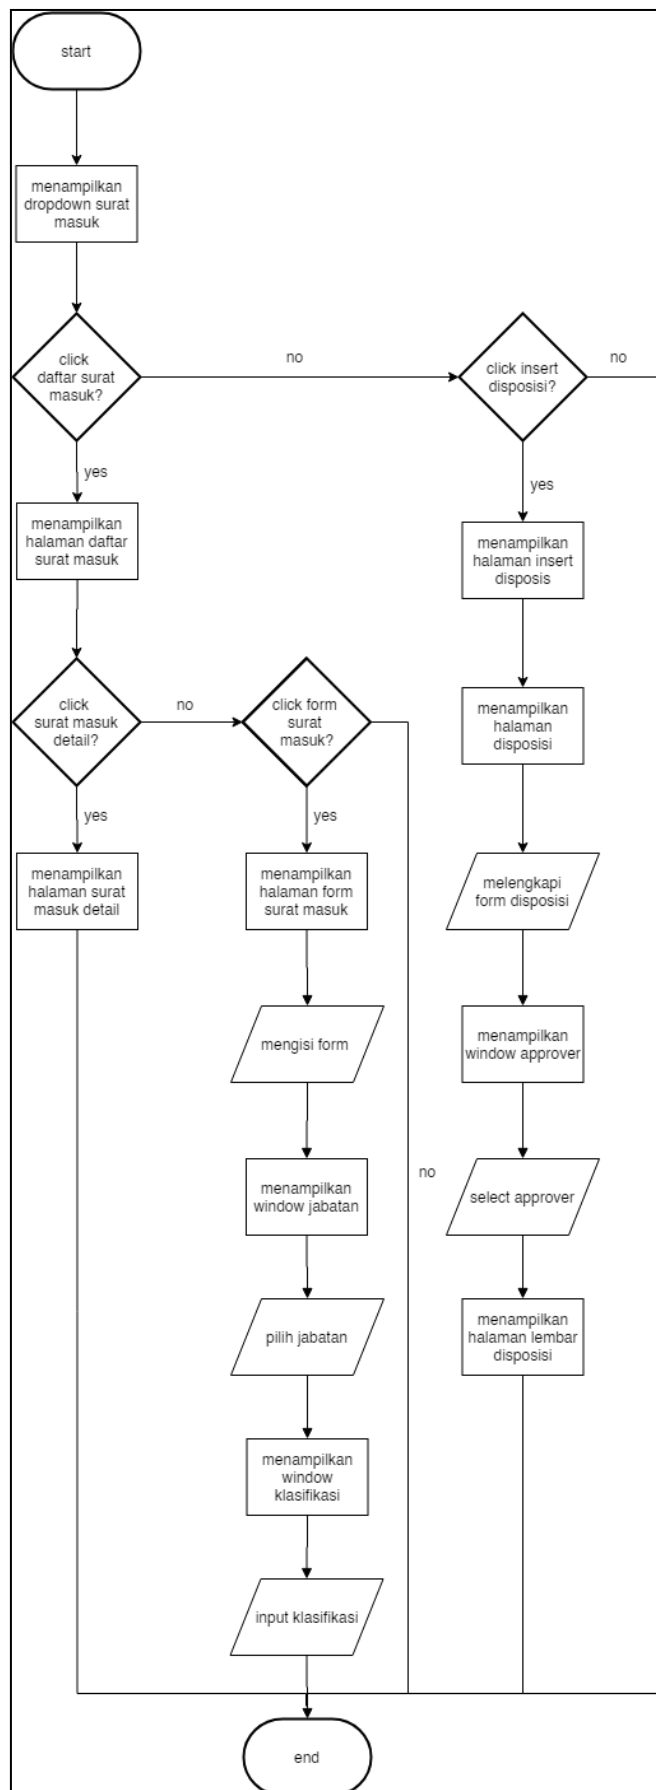 start
menampilkan
dropdown surat
masuk
click
daftar surat
masuk?
no
click insert
disposisi?
no
yes
menampilkan
halaman daftar
surat masuk
yes
menampilkan
halaman insert
disposis
click
surat masuk
detail?
no
click form
surat
masuk?
menampilkan
halaman
disposisi
yes
menampilkan
halaman surat
masuk detail
yes
menampilkan
halaman form
surat masuk
melengkapi
form disposisi
mengisi form
menampilkan
window approver
menampilkan
window jabatan
no
select approver
pilih jabatan
menampilkan
halaman lembar
disposisi
menampilkan
window
klasifikasi
input klasifikasi
end